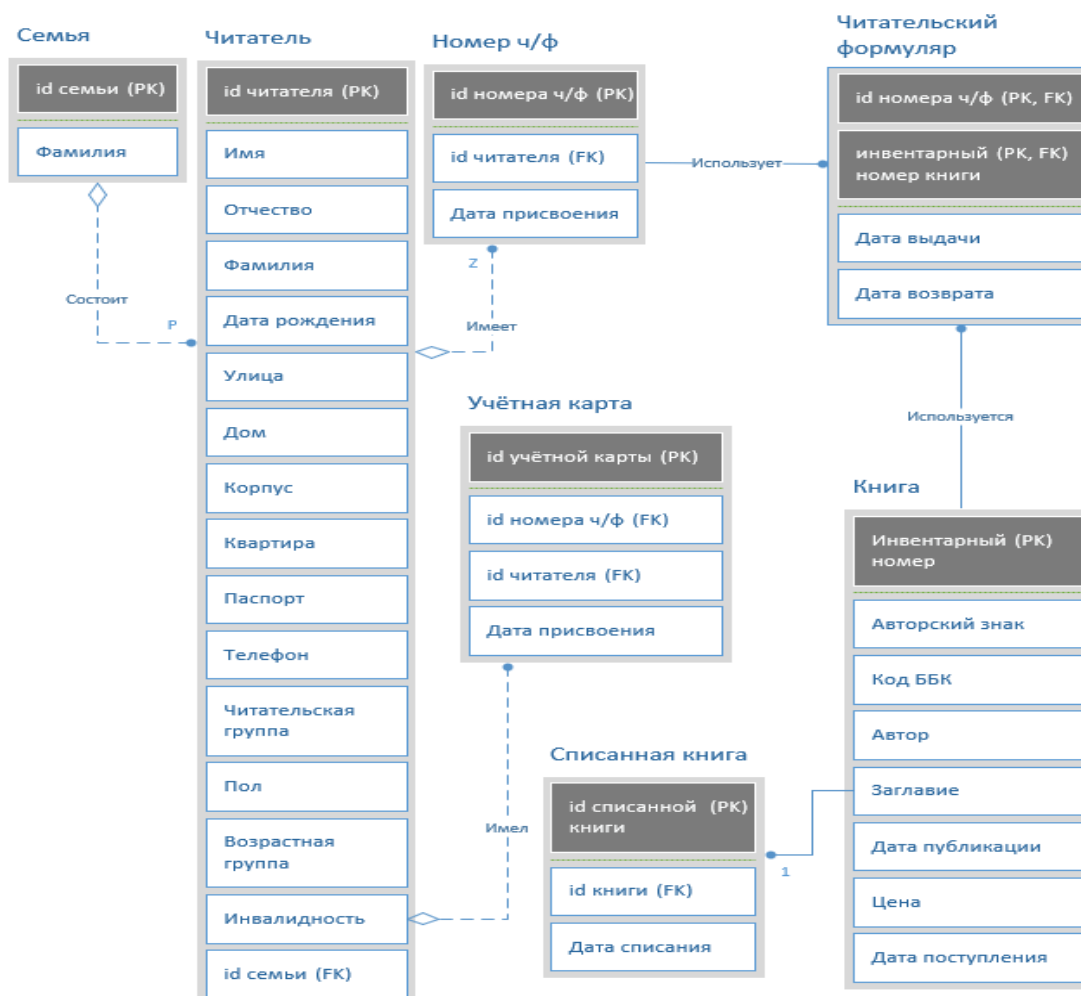 Семья
id семьи (PK)
Фамилия
Состоит
P
Читатель
id читателя (PK)
Имя
Отчество
Фамилия
Дата рождения
Улица
Дом
Корпус
Квартира
Паспорт
Телефон
Читательская
группа
Пол
Возрастная
группа
Инвалидность
id семьи (FK)
Номер ч/ф
id номера ч/ф (PK)
id читателя (FK)
Дата присвоения
Z
Имеет
Использует
Читательский
формуляр
id номера ч/ф (PK, FK)
инвентарный (PK, FK)
номер книги
Дата выдачи
Дата возврата
Используется
Учётная карта
id учётной карты (PK)
id номера ч/ф (FK)
id читателя (FK)
Дата присвоения
Имел
Списанная книга
id списанной (PK)
книги
id книги (FK)
Дата списания
1
Книга
Инвентарный (PK)
номер
Авторский знак
Код ББК
Автор
Заглавие
Дата публикации
Цена
Дата поступления